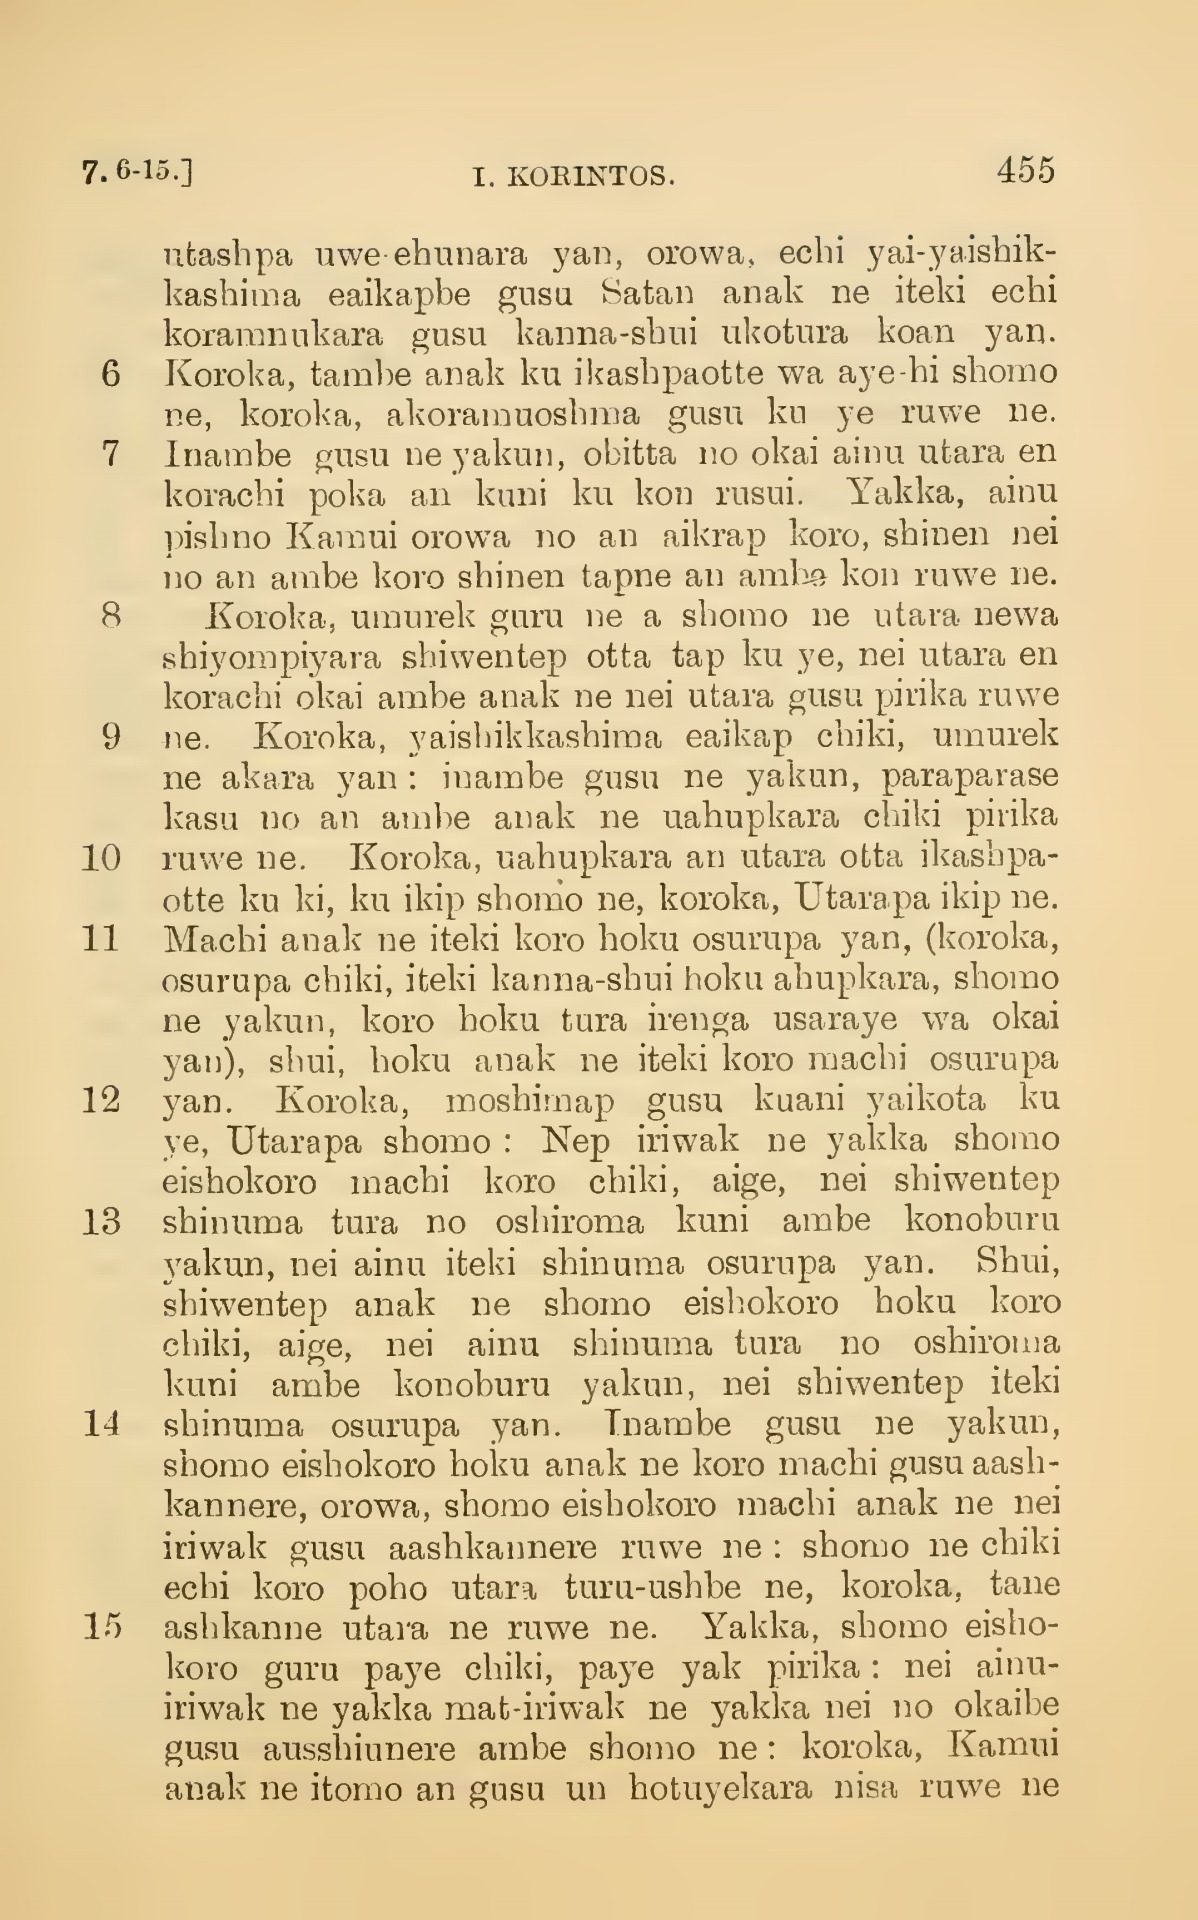 7. 6-15.] I. KORINTOS. 455
utashpa uwe-ehunara yan, orowa, echi yai-yaishik-
kashima eaikapbe gusu Satan anak ne iteki echi
koramnukara gusu kanna-shui ukotura koan yan.
6 Koroka, tambe anak ku ikashpaotte wa aye-hi shomo
ne, koroka, akoramuoshma gusu ku ye ruwe ne.
7 Inambe gusu ne yakun, obitta no okai ainu utara en
korachi poka an kuni ku kon rusui. Yakka, ainu
pishno Kamui orowa no an aikrap koro, shinen nei
no an ambe koro shinen tapne an ambe kon ruwe ne.
8 Koroka, umurek guru ne a shomo ne utara newa
shiyompiyara shiwentep otta tap ku ye, nei utara en
korachi okai ambe anak ne nei utara gusu pirika ruwe
9 ne. Koroka, yaishikkashima eaikap chiki, umurek
ne akara yan : inambe gusu ne yakun, paraparase
kasu no an ambe anak ne uahupkara chiki pirika
10 ruwe ne. Koroka, uahupkara an utara otta ikashpa-
otte ku ki, ku ikip shomo ne, koroka, Utarapa ikip ne.
11 Machi anak ne iteki koro hoku osurupa yan, (koroka,
osurupa chiki, iteki kanna-shui hoku ahupkara, shomo
ne yakun, koro hoku tura irenga usaraye wa okai
yan), shui, hoku anak ne iteki koro machi osurupa
12 yan. Koroka, moshimap gusu kuani yaikota ku
ye, Utarapa shomo : Nep iriwak ne yakka shomo
eishokoro machi koro chiki, aige, nei shiwentep
13 shinuma tura no oshiroma kuni ambe konoburu
yakun, nei ainu iteki shinuma osurupa yan. Shui,
shiwentep anak ne shomo eishokoro hoku koro
chiki, aige, nei ainu shinuma tura no oshiroma
kuni ambe konoburu yakun, nei shiwentep iteki
14 shinuma osurupa yan. Inambe gusu ne yakun,
shomo eishokoro hoku anak ne koro machi gusu aash-
kannere, orowa, shomo eishokoro machi anak ne nei
iriwak gusu aashkannere ruwe ne : shomo ne chiki
echi koro poho utara turu-ushbe ne, koroka, tane
15 ashkanne utara ne ruwe ne. Yakka, shomo eisho-
koro guru paye chiki, paye yak pirika : nei ainu-
iriwak ne yakka mat-iriwak ne yakka nei no okaibe
gusu ausshiunere ambe shomo ne : koroka, Kamui
anak ne itomo an gusu un hotuyekara nisa ruwe ne